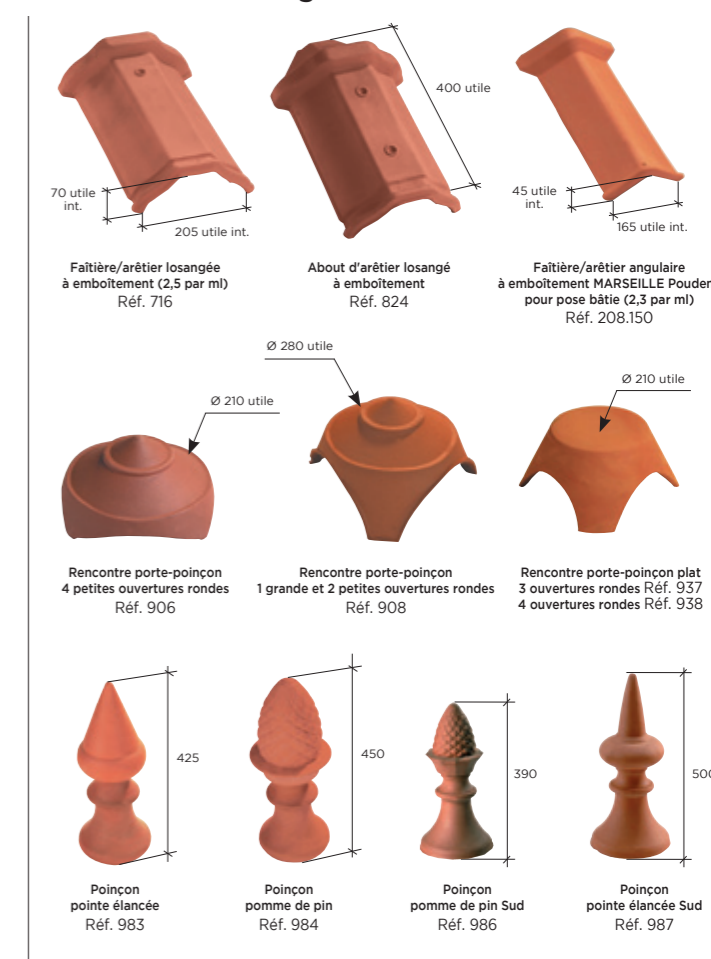 400 utile
70 utile
int.
205 utile int.
45 utile
int.
165 utile int.
Faîtière/arêtier losangée
à emboîtement (2,5 par ml)
Réf. 716
About d'arêtier losangé
à emboîtement
Réf. 824
Faîtière/arêtier angulaire
à emboîtement MARSEILLE Pouden
pour pose bâtie (2,3 par ml)
Réf. 208.150
Ø 280 utile
Ø 210 utile
Ø 210 utile
Rencontre porte-poinçon
4 petites ouvertures rondes
Réf. 906
Rencontre porte-poinçon
1 grande et 2 petites ouvertures rondes
Réf. 908
Rencontre porte-poinçon plat
3 ouvertures rondes Réf. 937
4 ouvertures rondes Réf. 938
425
450
390
500
Poinçon
pointe élancée
Réf. 983
Poinçon
pomme de pin
Réf. 984
Poinçon
pomme de pin Sud
Réf. 986
Poinçon
pointe élancée Sud
Réf. 987